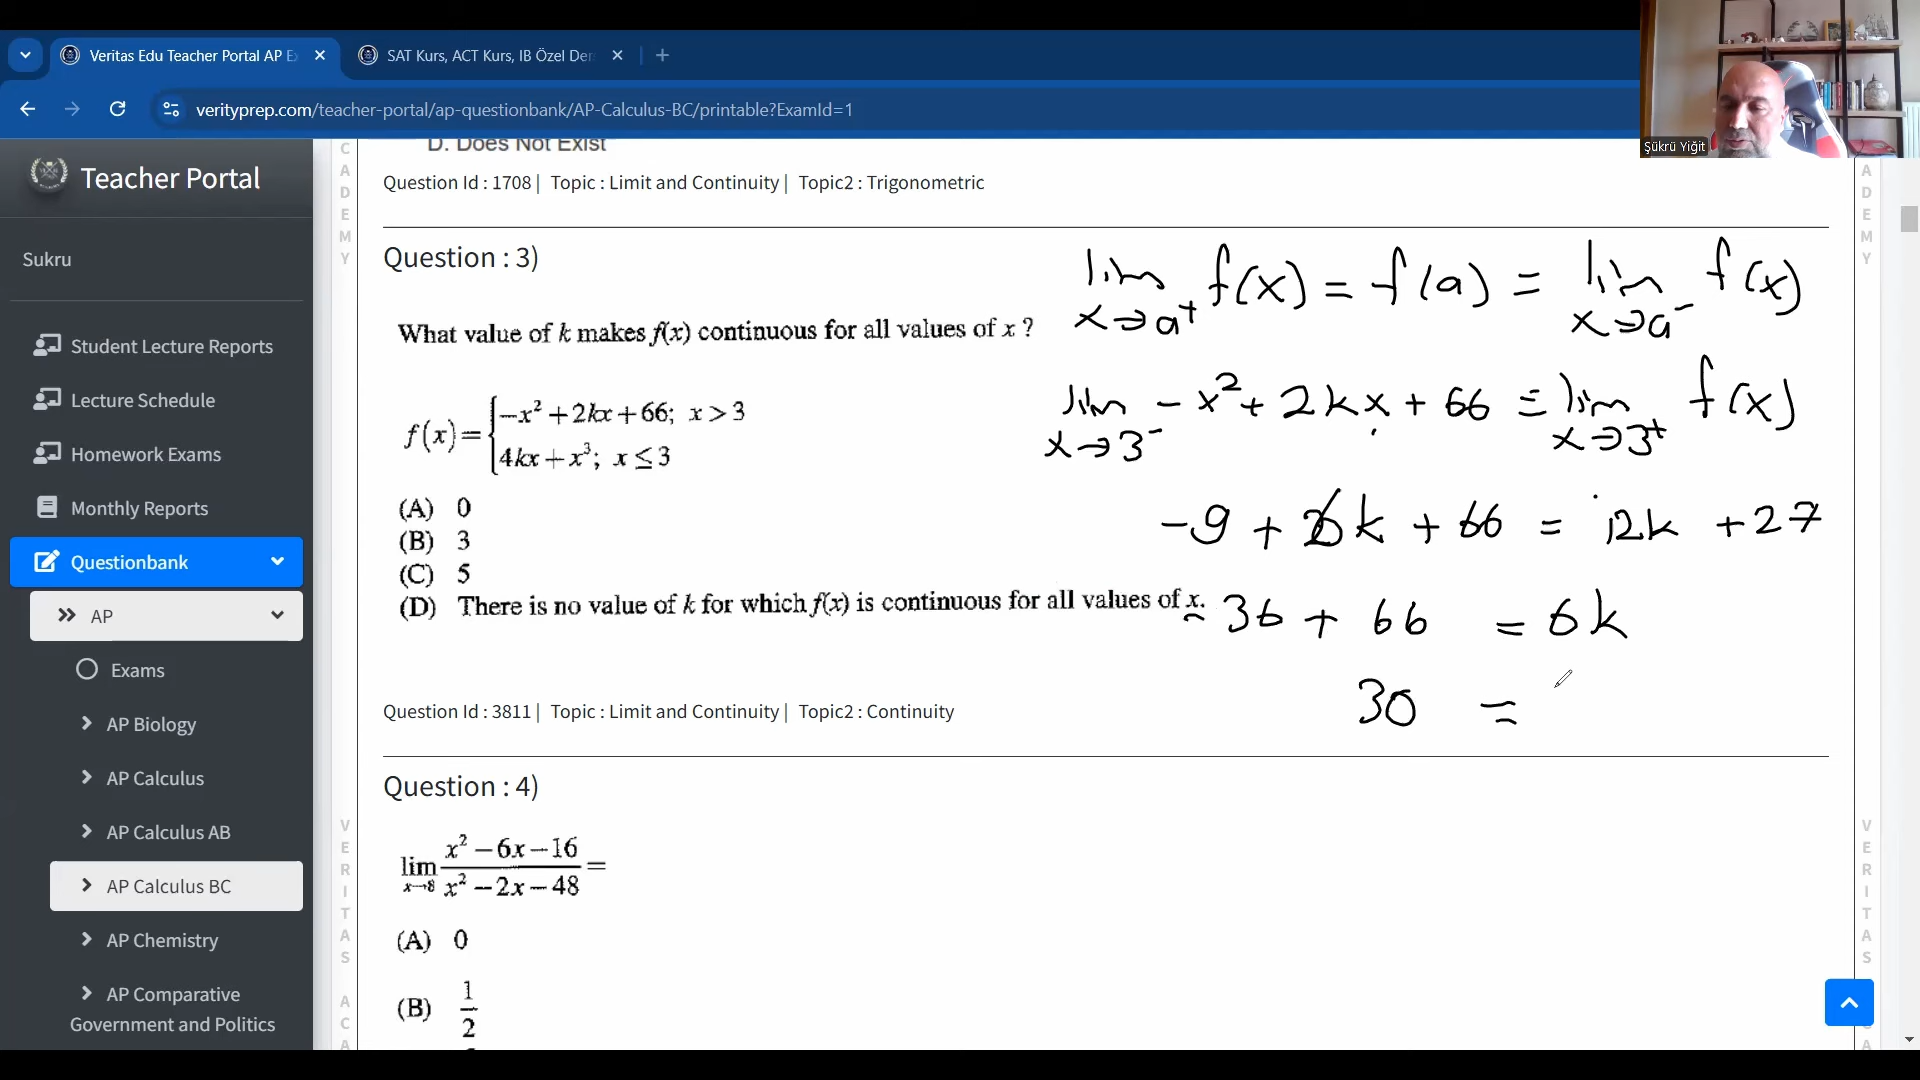 Veritas Edu Teacher Portal AP E
SAT Kurs, ACT Kurs, IB Özel Der
verityprep.com/teacher-portal/ap-questionbank/AP-Calculus-BC/printable?ExamId=1
Şükrü Yiğit
Teacher Portal
Sukru
Student Lecture Reports
Lecture Schedule
Homework Exams
Monthly Reports
Questionbank
AP
Exams
AP Biology
AP Calculus
AP Calculus AB
AP Calculus BC
AP Chemistry
AP Comparative
Government and Politics
C A D E M Y
V E R I T A S A C A
D. Does Not Exist
Question Id : 1708 | Topic : Limit and Continuity | Topic2 : Trigonometric
Question : 3)
What value of k makes f(x) continuous for all values of x ?
f(x) = { −x² + 2kx + 66; x > 3
4kx + x³; x ≤ 3
(A) 0
(B) 3
(C) 5
(D) There is no value of k for which f(x) is continuous for all values of x.
lim x→a⁺ f(x) = f(a) = lim x→a⁻ f(x)
lim x→3⁻ − x² + 2kx + 66 = lim x→3⁺ f(x)
-9 + 6k + 66 = 12k + 27
- 36 + 66 = 6k
30 =
Question Id : 3811 | Topic : Limit and Continuity | Topic2 : Continuity
Question : 4)
lim x→8 x² − 6x − 16 / x² − 2x − 48 =
(A) 0
(B) 1/2
A D E M Y
V E R I T A S A C A